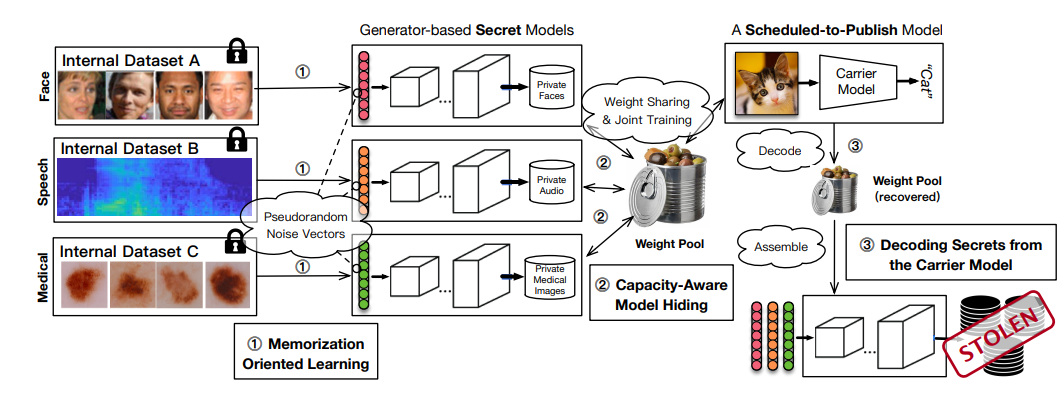 Generator-based Secret Models
A Scheduled-to-Publish Model
Face
Internal Dataset A
①
Private
Faces
Weight Sharing
& Joint Training
Carrier
Model
“Cat”
Speech
Internal Dataset B
①
Private
Audio
②
②
Decode
③
Weight Pool
(recovered)
Pseudorandom
Noise Vectors
Weight Pool
Medical
Internal Dataset C
①
Private
Medical
Images
② Capacity-Aware
Model Hiding
Assemble
③ Decoding Secrets from
the Carrier Model
① Memorization
Oriented Learning
STOLEN